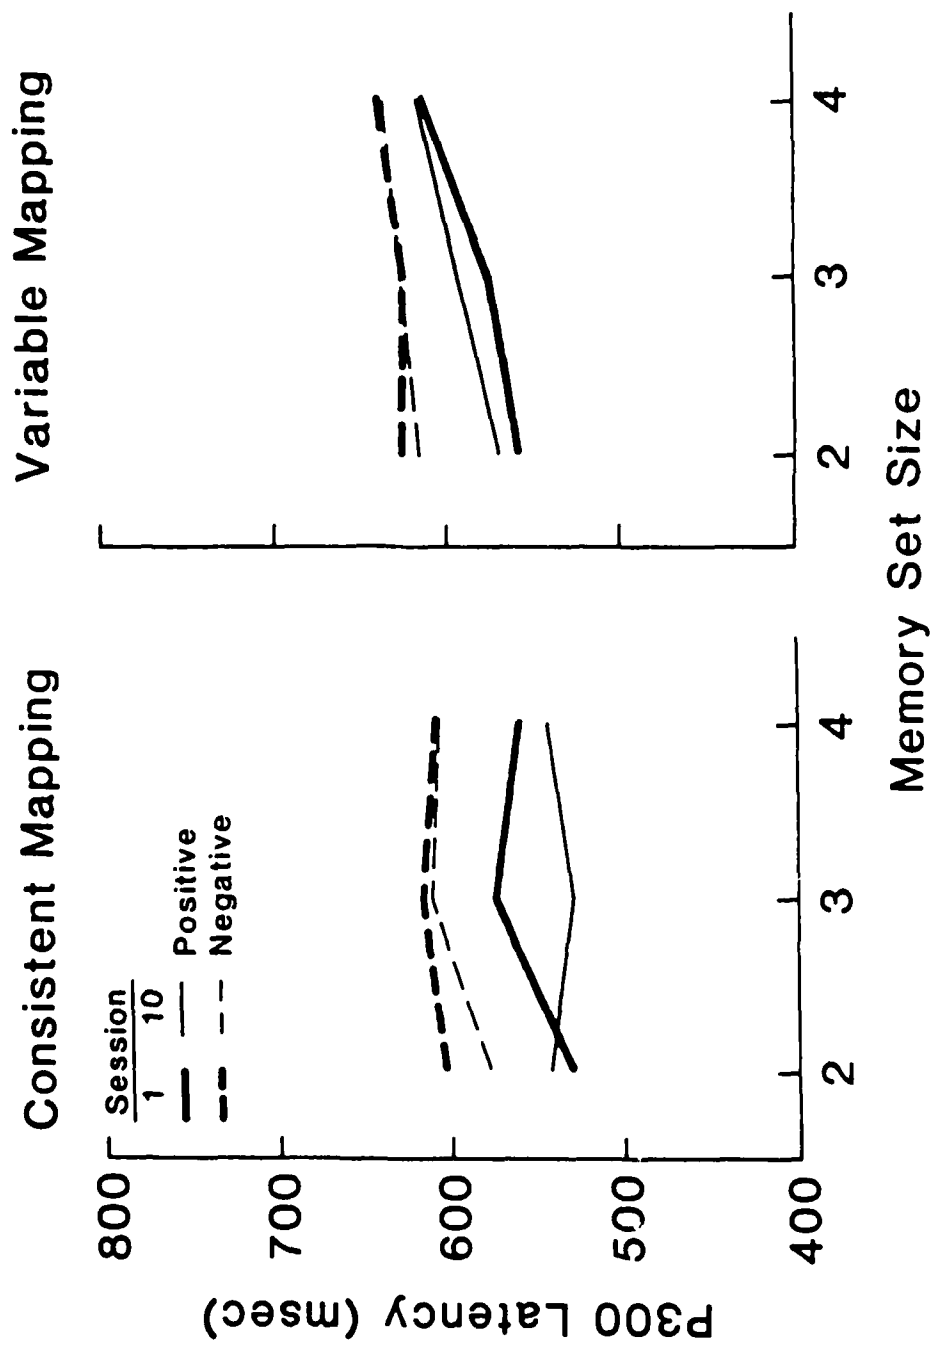 Consistent Mapping
Variable Mapping
Session
1 10
Positive
Negative
800
700
600
500
400
P300 Latency (msec)
2 3 4
2 3 4
Memory Set Size